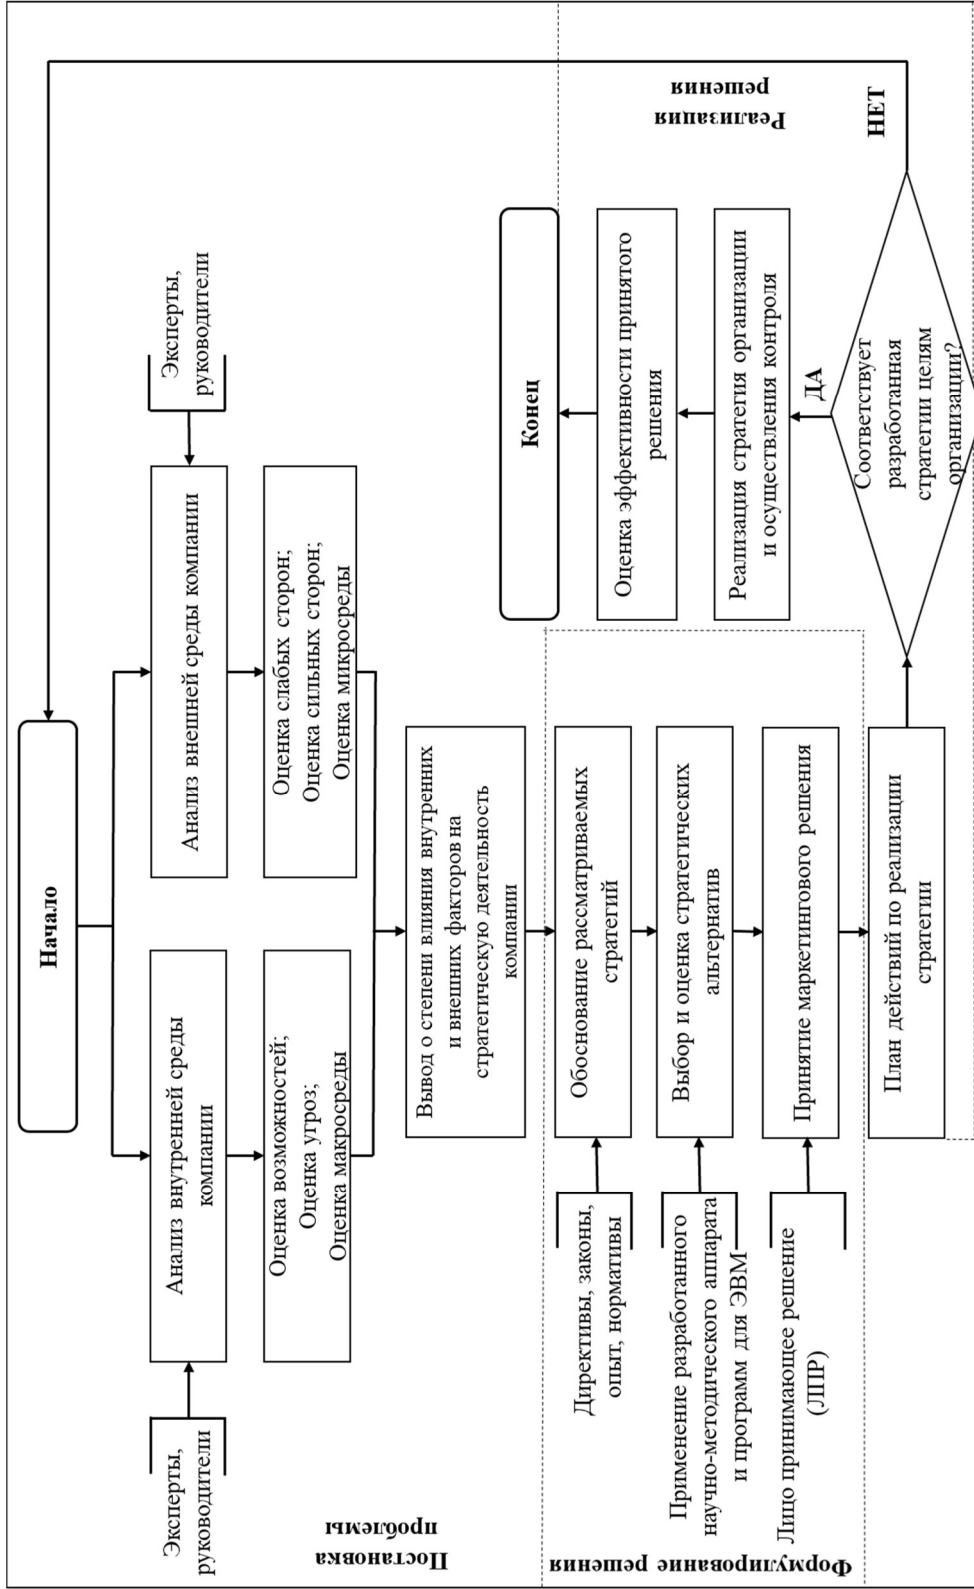 Начало
Эксперты,
руководители
Анализ внутренней среды
компании
Анализ внешней среды компании
Эксперты,
руководители
Оценка возможностей;
Оценка угроз;
Оценка макросреды
Оценка слабых сторон;
Оценка сильных сторон;
Оценка микросреды
Постановка
проблемы
Вывод о степени влияния внутренних
и внешних факторов на
стратегическую деятельность
компании
Формулирование решения
Директивы, законы,
опыт, нормативы
Обоснование рассматриваемых
стратегий
Применение разработанного
научно-методического аппарата
и программ для ЭВМ
Выбор и оценка стратегических
альтернатив
Лицо принимающее решение
(ЛПР)
Принятие маркетингового решения
План действий по реализации
стратегии
Соответствует
разработанная
стратегии целям
организации?
НЕТ
ДА
Реализация стратегия организации
и осуществления контроля
Оценка эффективности принятого
решения
Конец
Реализация
решения